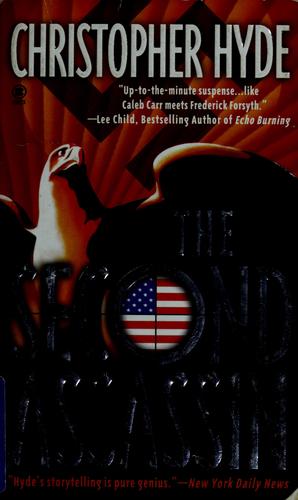 CHRISTOPHER HYDE
"Up-to-the-minute suspense...like
Caleb Carr meets Frederick Forsyth."
—Lee Child, Bestselling Author of Echo Burning
THE
SECOND
ASSASSIN
"Hyde's storytelling is pure genius."—New York Daily News